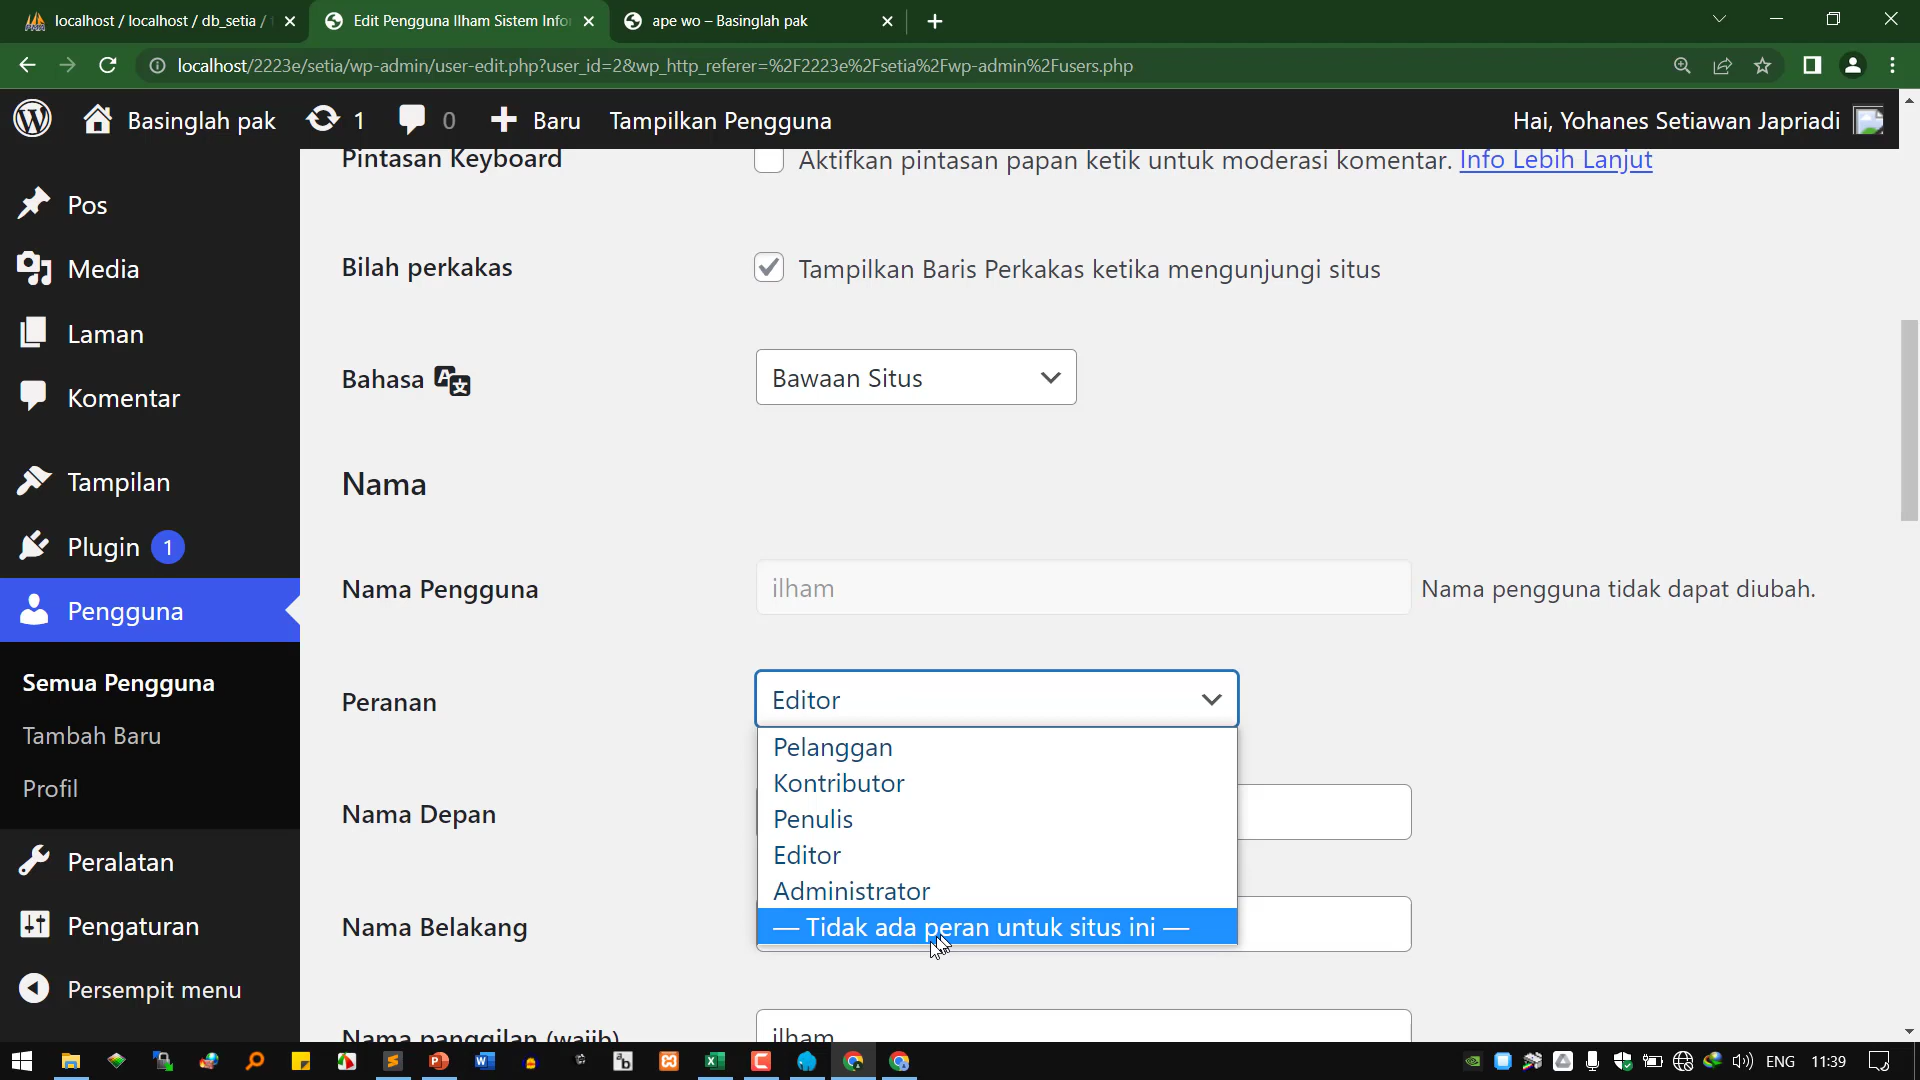 localhost / localhost / db_setia /
Edit Pengguna Ilham Sistem Info
ape wo – Basinglah pak
localhost/2223e/setia/wp-admin/user-edit.php?user_id=2&wp_http_referer=%2F2223e%2Fsetia%2Fwp-admin%2Fusers.php
Basinglah pak
1
0
Baru
Tampilkan Pengguna
Hai, Yohanes Setiawan Japriadi
Pos
Media
Laman
Komentar
Tampilan
Plugin 1
Pengguna
Semua Pengguna
Tambah Baru
Profil
Peralatan
Pengaturan
Persempit menu
Pintasan Keyboard
Aktifkan pintasan papan ketik untuk moderasi komentar. Info Lebih Lanjut
Bilah perkakas
Tampilkan Baris Perkakas ketika mengunjungi situs
Bahasa
Bawaan Situs
Nama
Nama Pengguna
ilham
Nama pengguna tidak dapat diubah.
Peranan
Editor
Pelanggan
Kontributor
Penulis
Editor
Administrator
— Tidak ada peran untuk situs ini —
Nama Depan
Nama Belakang
Nama panggilan (wajib)
ilham
ENG
11:39